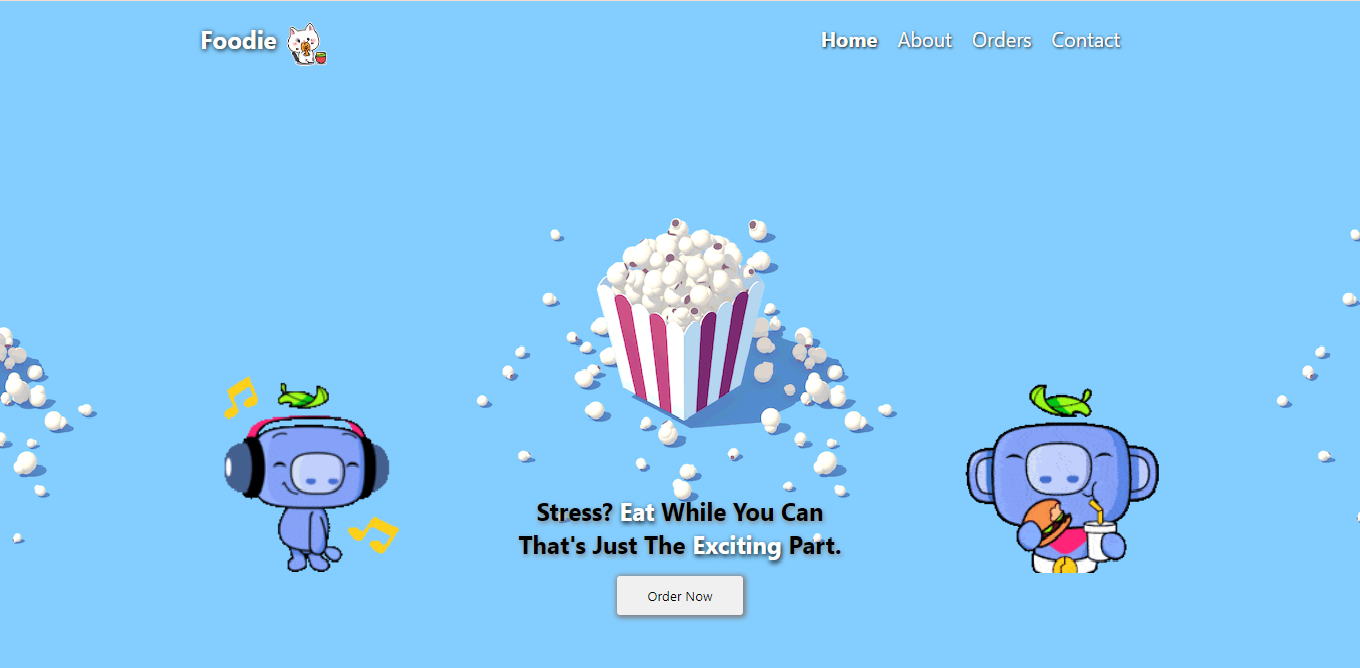 Foodie
Home About Orders Contact
Stress? Eat While You Can
That's Just The Exciting Part.
Order Now